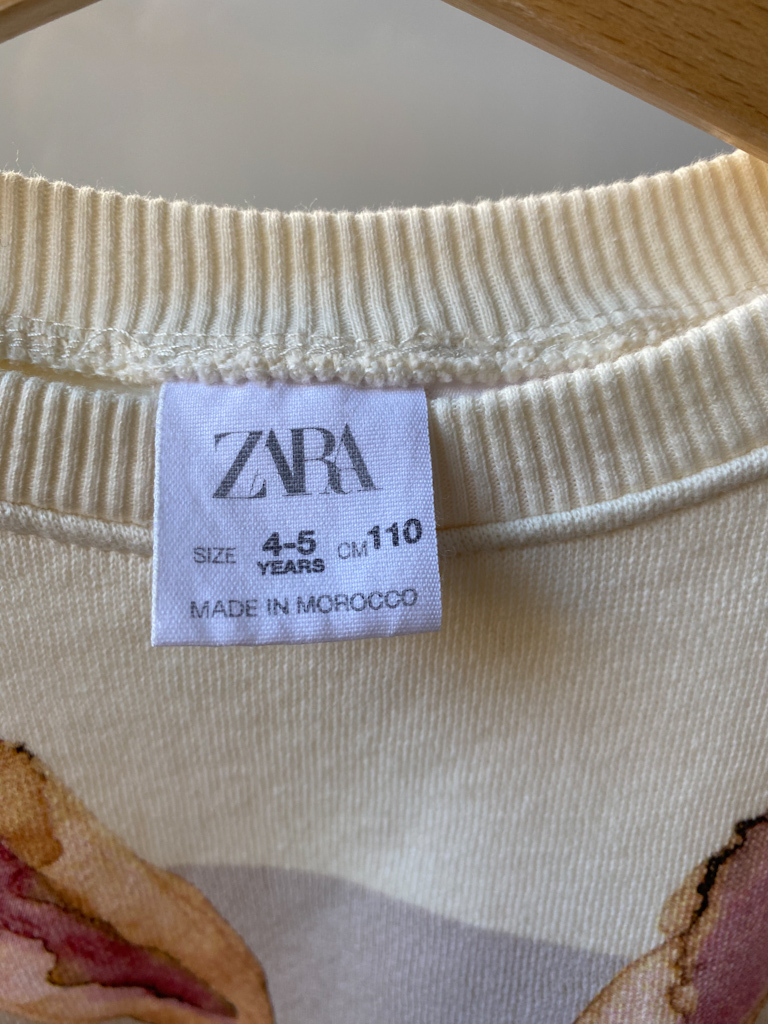 ZARA
SIZE 4-5 YEARS CM 110
MADE IN MOROCCO